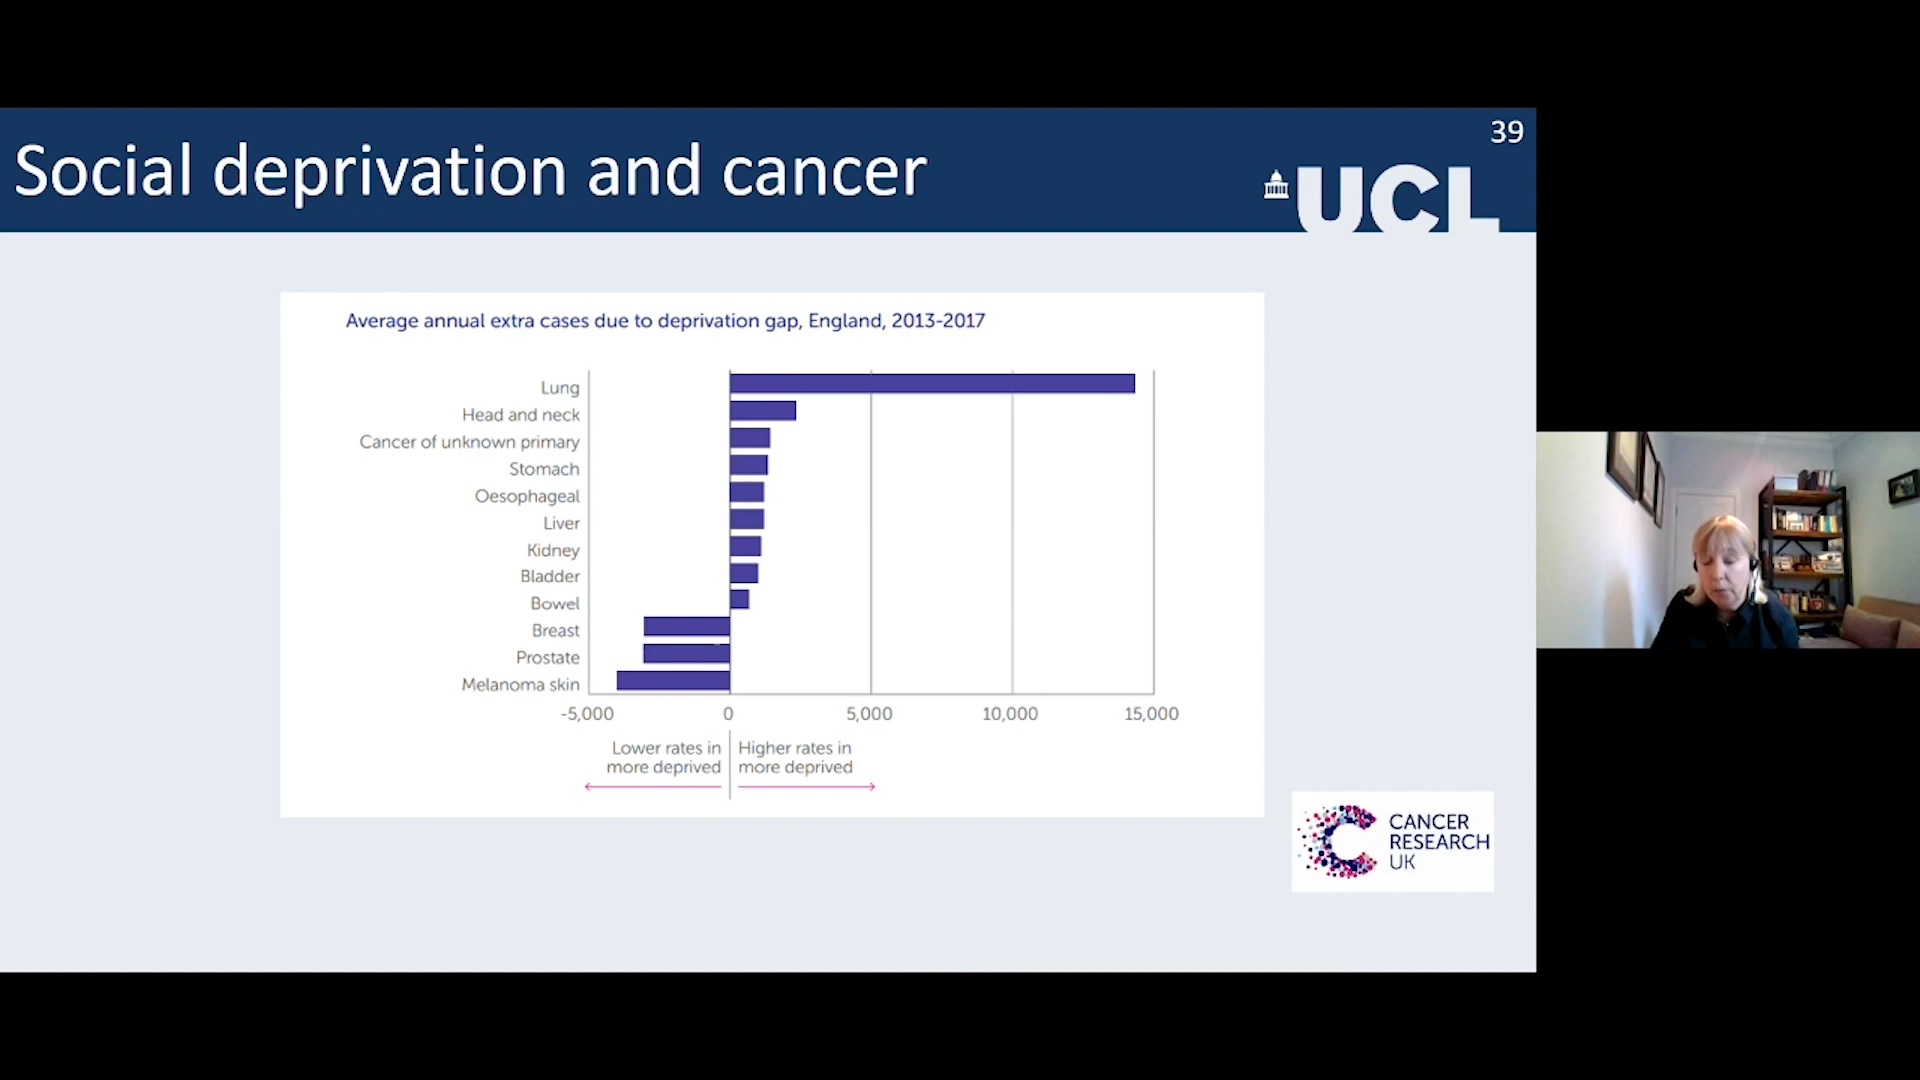 39
Social deprivation and cancer
UCL
Average annual extra cases due to deprivation gap, England, 2013-2017
Lung
Head and neck
Cancer of unknown primary
Stomach
Oesophageal
Liver
Kidney
Bladder
Bowel
Breast
Prostate
Melanoma skin
-5,000 0 5,000 10,000 15,000
Lower rates in
more deprived
Higher rates in
more deprived
CANCER
RESEARCH
UK